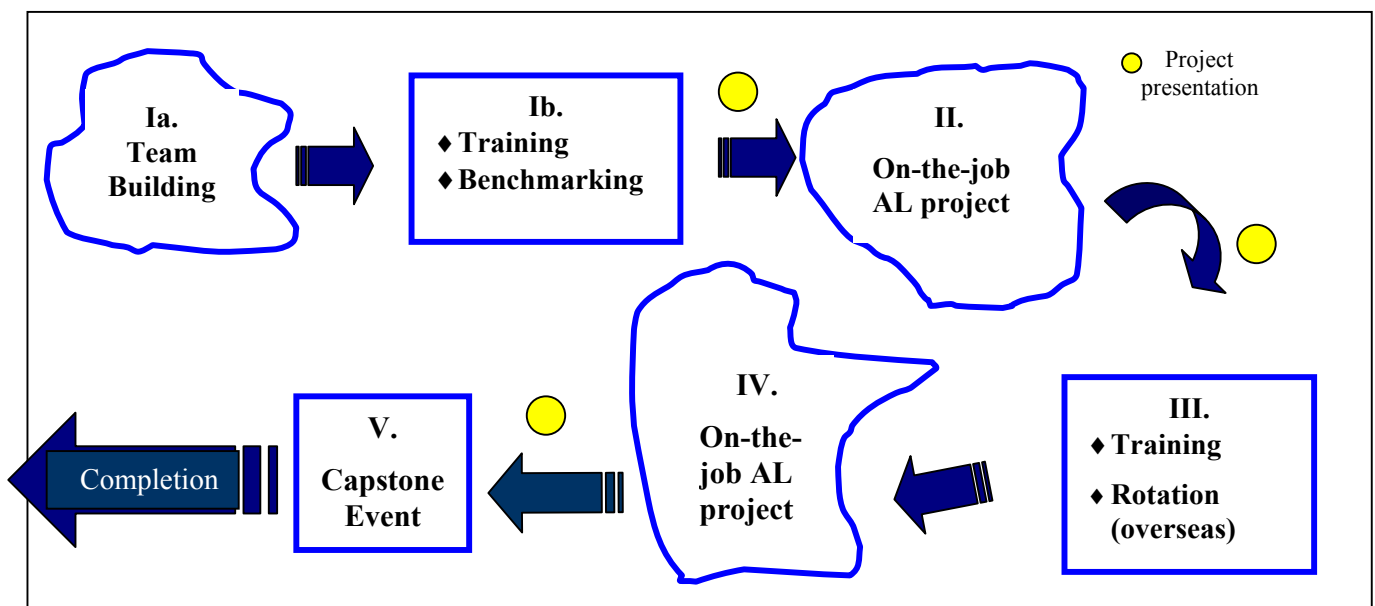 Ia.
Team
Building
Ib.
♦ Training
♦ Benchmarking
II.
On-the-job
AL project
Project
presentation
III.
♦ Training
♦ Rotation
(overseas)
IV.
On-the-
job AL
project
V.
Capstone
Event
Completion